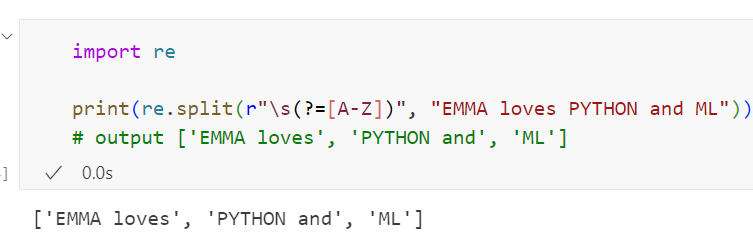 import re
print(re.split(r"\s(?=[A-Z])", "EMMA loves PYTHON and ML"))
# output ['EMMA loves', 'PYTHON and', 'ML']
] 0.0s
['EMMA loves', 'PYTHON and', 'ML']